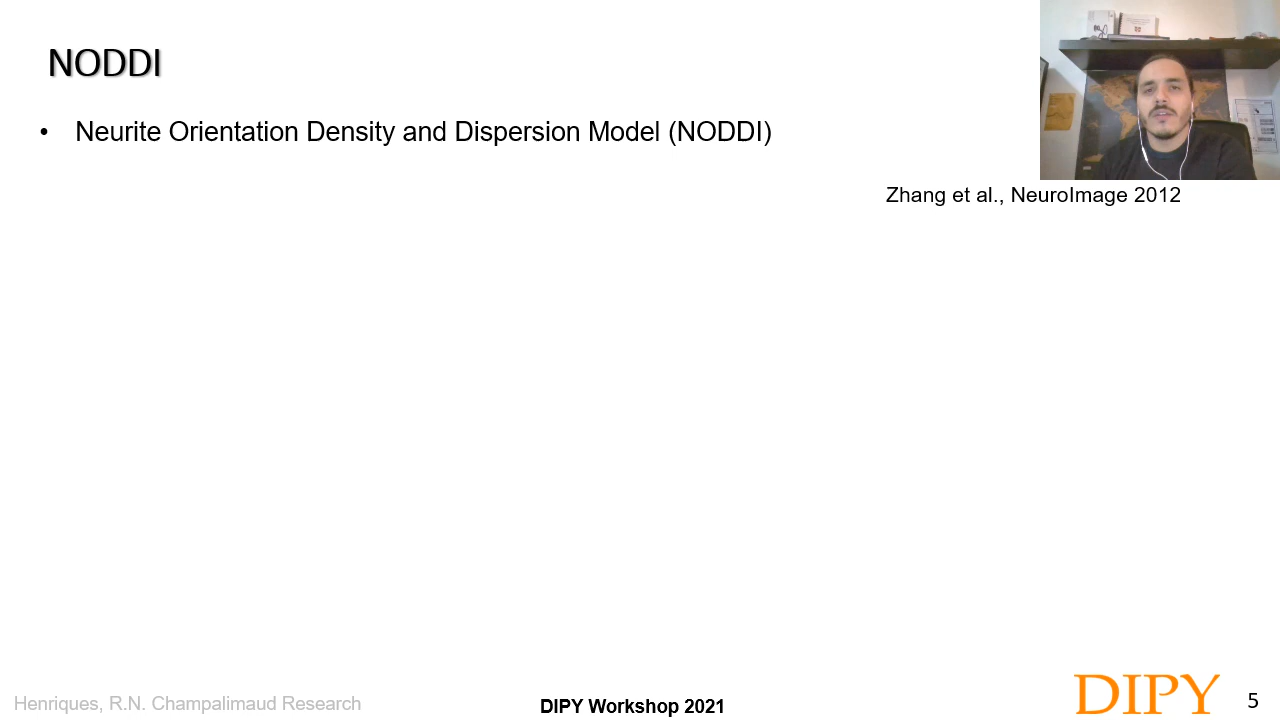 NODDI
• Neurite Orientation Density and Dispersion Model (NODDI)
Zhang et al., NeuroImage 2012
Henriques, R.N. Champalimaud Research
DIPY Workshop 2021
DIPY
5